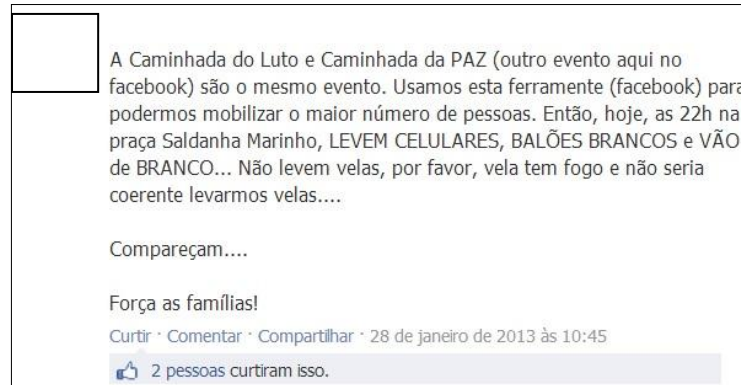 A Caminhada do Luto e Caminhada da PAZ (outro evento aqui no
facebook) são o mesmo evento. Usamos esta ferramente (facebook) para
podermos mobilizar o maior número de pessoas. Então, hoje, as 22h na
praça Saldanha Marinho, LEVEM CELULARES, BALÕES BRANCOS e VÃO
de BRANCO... Não levem velas, por favor, vela tem fogo e não seria
coerente levarmos velas....
Compareçam....
Força as famílias!
Curtir · Comentar · Compartilhar · 28 de janeiro de 2013 às 10:45
2 pessoas curtiram isso.